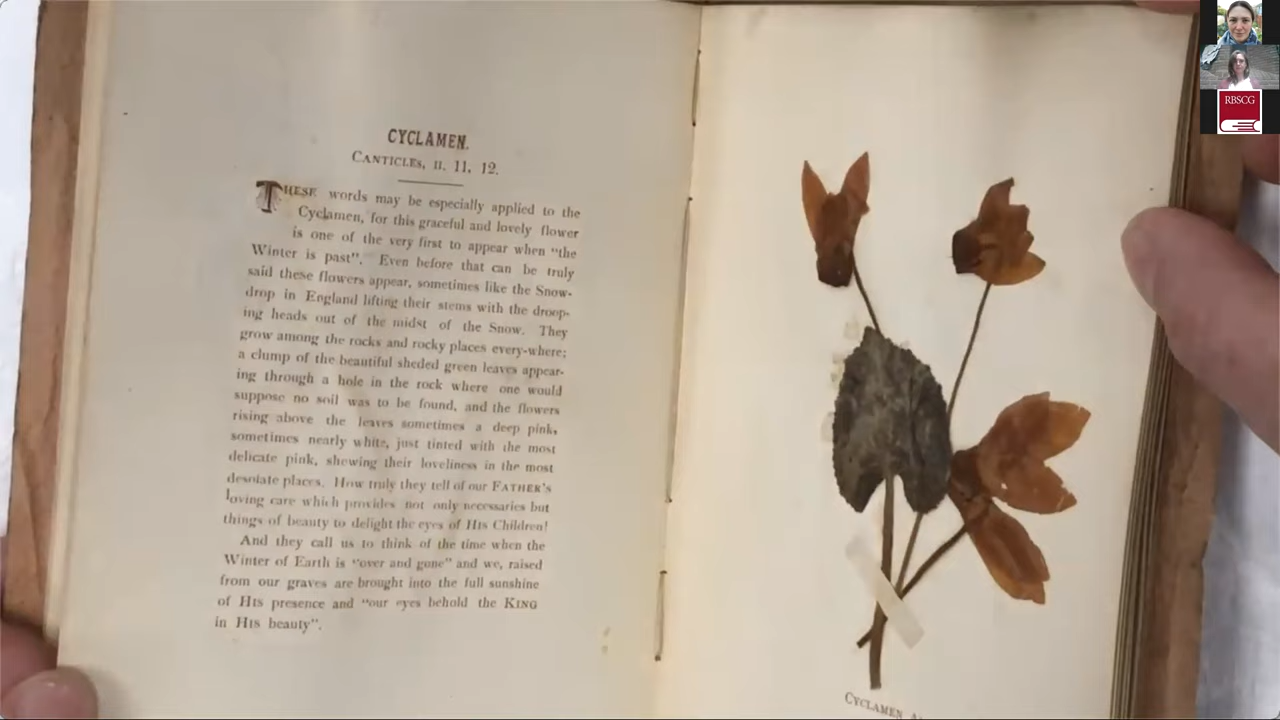 CYCLAMEN.
CANTICLES, II. 11, 12.
THESE words may be especially applied to the
Cyclamen, for this graceful and lovely flower
is one of the very first to appear when "the
Winter is past". Even before that can be truly
said these flowers appear, sometimes like the Snow-
drop in England lifting their stems with the droop-
ing heads out of the midst of the Snow. They
grow among the rocks and rocky places every-where;
a clump of the beautiful sheded green leaves appear-
ing through a hole in the rock where one would
suppose no soil was to be found, and the flowers
rising above the leaves sometimes a deep pink,
sometimes nearly white, just tinted with the most
delicate pink, shewing their loveliness in the most
desolate places. How truly they tell of our FATHER'S
loving care which provides not only necessaries but
things of beauty to delight the eyes of His Children!
And they call us to think of the time when the
Winter of Earth is "over and gone" and we, raised
from our graves are brought into the full sunshine
of HIS presence and "our eyes behold the KING
in HIS beauty".
CYCLAMEN
RBSCG